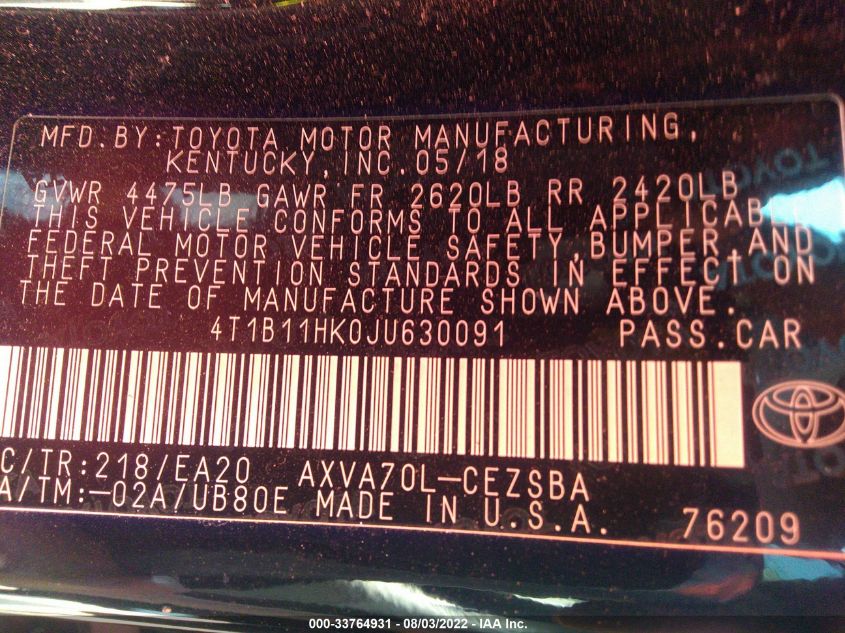 MFD. BY: TOYOTA MOTOR MANUFACTURING,
KENTUCKY, INC. 05/18
GVWR 4475LB GAWR FR 2620LB RR 2420LB
THIS VEHICLE CONFORMS TO ALL APPLICABLE
FEDERAL MOTOR VEHICLE SAFETY, BUMPER, AND
THEFT PREVENTION STANDARDS IN EFFECT ON
THE DATE OF MANUFACTURE SHOWN ABOVE.
4T1B11HK0JU630091 PASS. CAR
C/TR: 218/EA20 AXVA70L-CEZSBA
A/TM: -02A/UB80E MADE IN U.S.A. 76209
000-33764931 - 08/03/2022 - IAA Inc.